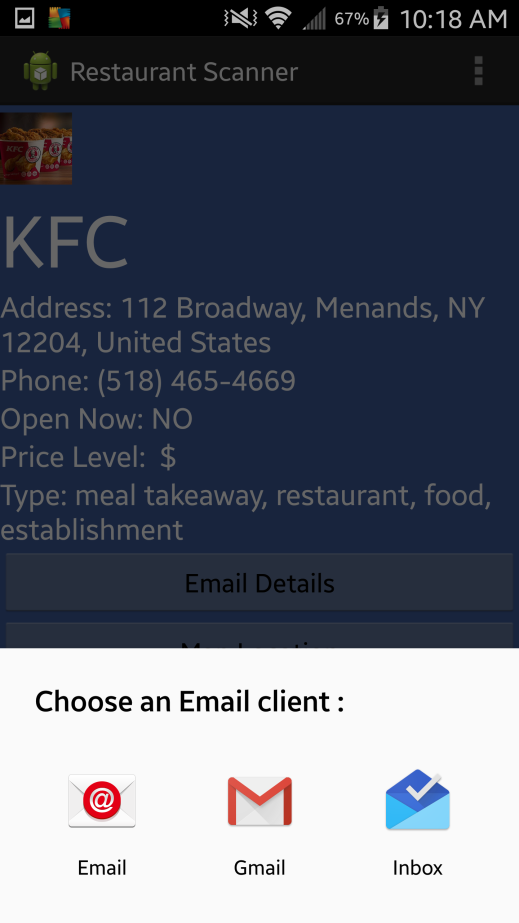 67% 10:18 AM
Restaurant Scanner
KFC
KFC
Address: 112 Broadway, Menands, NY
12204, United States
Phone: (518) 465-4669
Open Now: NO
Price Level: $
Type: meal takeaway, restaurant, food,
establishment
Email Details
Choose an Email client :
@
Email Gmail Inbox